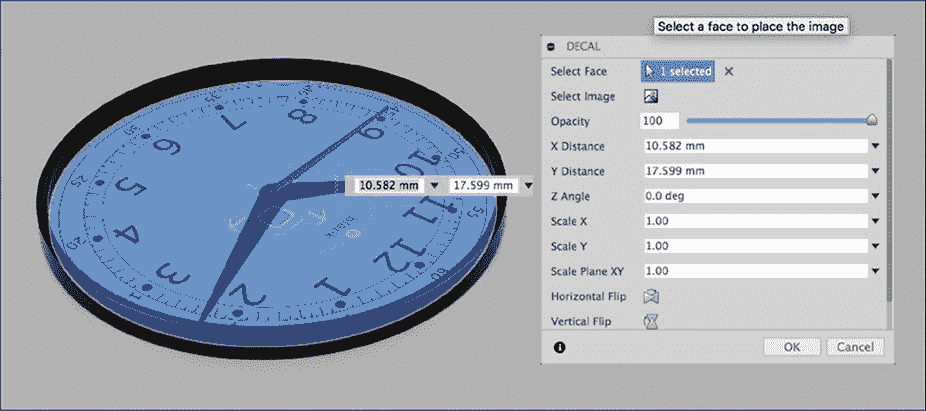 Select a face to place the image
DECAL
Select Face 1 selected
Select Image
Opacity 100
X Distance 10.582 mm
Y Distance 17.599 mm
Z Angle 0.0 deg
Scale X 1.00
Scale Y 1.00
Scale Plane XY 1.00
Horizontal Flip
Vertical Flip
OK Cancel
10.582 mm 17.599 mm
1
2
3
4
5
6
7
8
9
10
11
12